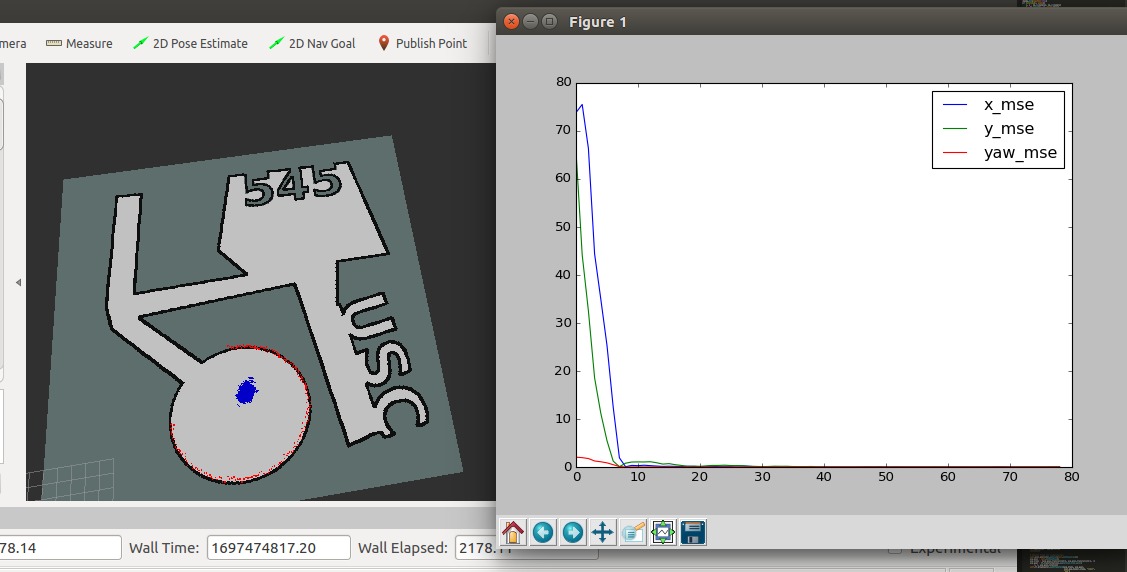 Figure 1
mera Measure 2D Pose Estimate 2D Nav Goal Publish Point
545
USC
80
70
60
50
40
30
20
10
0
0 10 20 30 40 50 60 70 80
x_mse
y_mse
yaw_mse
78.14 Wall Time: 1697474817.20 Wall Elapsed: 2178.11
Experimental